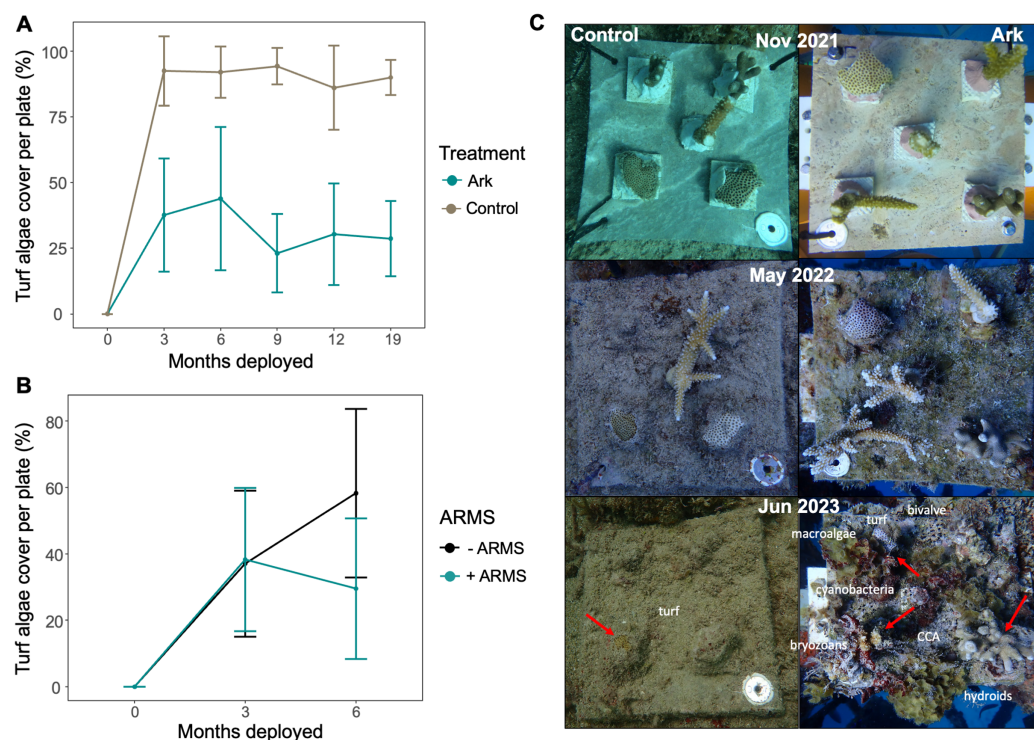 A
Turf algae cover per plate (%)
100
75
50
25
0
0 3 6 9 12 19
Months deployed
Treatment
Ark
Control
B
Turf algae cover per plate (%)
80
60
40
20
0
0 3 6
Months deployed
ARMS
- ARMS
+ ARMS
C
Control Nov 2021 Ark
May 2022
Jun 2023
turf
bivalve
turf
macroalgae
cyanobacteria
CCA
bryozoans
hydroids